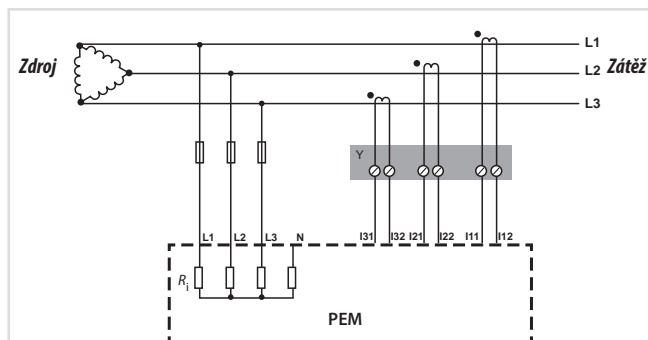 L1
Zdroj
L2 Zátěž
L3
Y
L1 L2 L3 N I31 I32 I21 I22 I11 I12
Ri
PEM